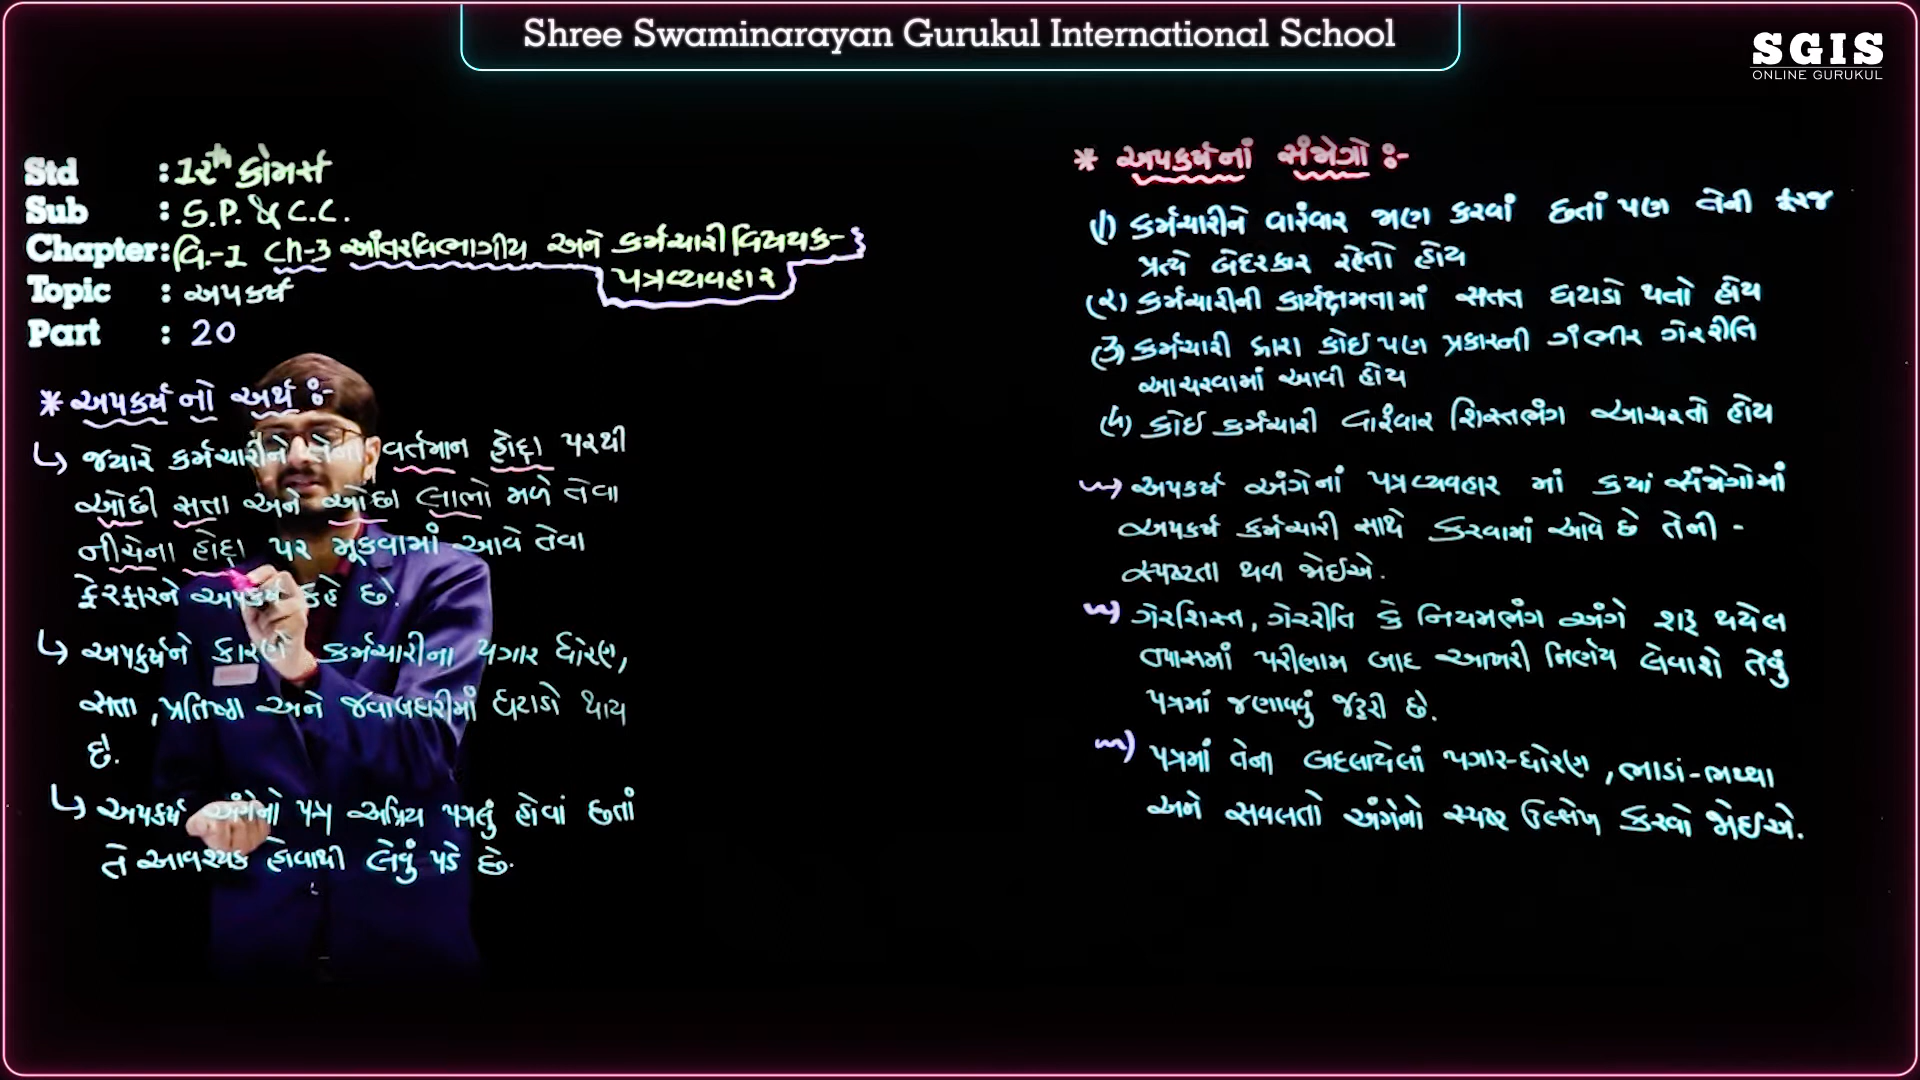 Shree Swaminarayan Gurukul International School
SGIS
ONLINE GURUKUL
Std : 12th કોમર્સ
Sub : S.P. & C.C.
Chapter: વિ.-1 Ch-3 આંતરવિભાગીય અને કર્મચારી વિષયક-
પત્રવ્યવહાર
Topic : અપકર્ષ
Part : 20
* અપકર્ષ નો અર્થ :-
↳ જ્યારે કર્મચારીને તેના વર્તમાન હોદ્દા પરથી
ઓછી સત્તા અને ઓછા લાભો મળે તેવા
નીચેના હોદ્દા પર મૂકવામાં આવે તેવા
ફેરફારને અપકર્ષ કહે છે.
↳ અપકર્ષને કારણે કર્મચારીના પગાર ધોરણ,
સત્તા, પ્રતિષ્ઠા અને જવાબદારીમાં ઘટાડો થાય
છે.
↳ અપકર્ષ અંગેનો પત્ર અપ્રિય પગલું હોવાં છતાં
તે આવશ્યક હોવાથી લેવું પડે છે.
* અપકર્ષનાં સંજોગો :-
(1) કર્મચારીને વારંવાર જાણ કરવાં છતાં પણ તેની ફરજ
પ્રત્યે બેદરકાર રહેતો હોય
(૨) કર્મચારીની કાર્યક્ષમતામાં સતત ઘટાડો થતો હોય
(૩) કર્મચારી દ્વારા કોઈ પણ પ્રકારની ગંભીર ગેરરીતિ
આચરવામાં આવી હોય
(૪) કોઈ કર્મચારી વારંવાર શિસ્તભંગ આચરતો હોય
અપકર્ષ અંગેનાં પત્રવ્યવહાર માં કયાં સંજોગોમાં
અપકર્ષ કર્મચારી સાથે કરવામાં આવે છે તેની -
સ્પષ્ટતા થવી જોઈએ.
ગેરશિસ્ત, ગેરરીતિ કે નિયમભંગ અંગે શરૂ થયેલ
તપાસમાં પરીણામ બાદ આખરી નિર્ણય લેવાશે તેવું
પત્રમાં જણાવવું જરૂરી છે.
પત્રમાં તેના બદલાયેલાં પગાર-ધોરણ, ભાડાં-ભથ્થા
અને સવલતો અંગેનો સ્પષ્ટ ઉલ્લેખ કરવો જોઈએ.